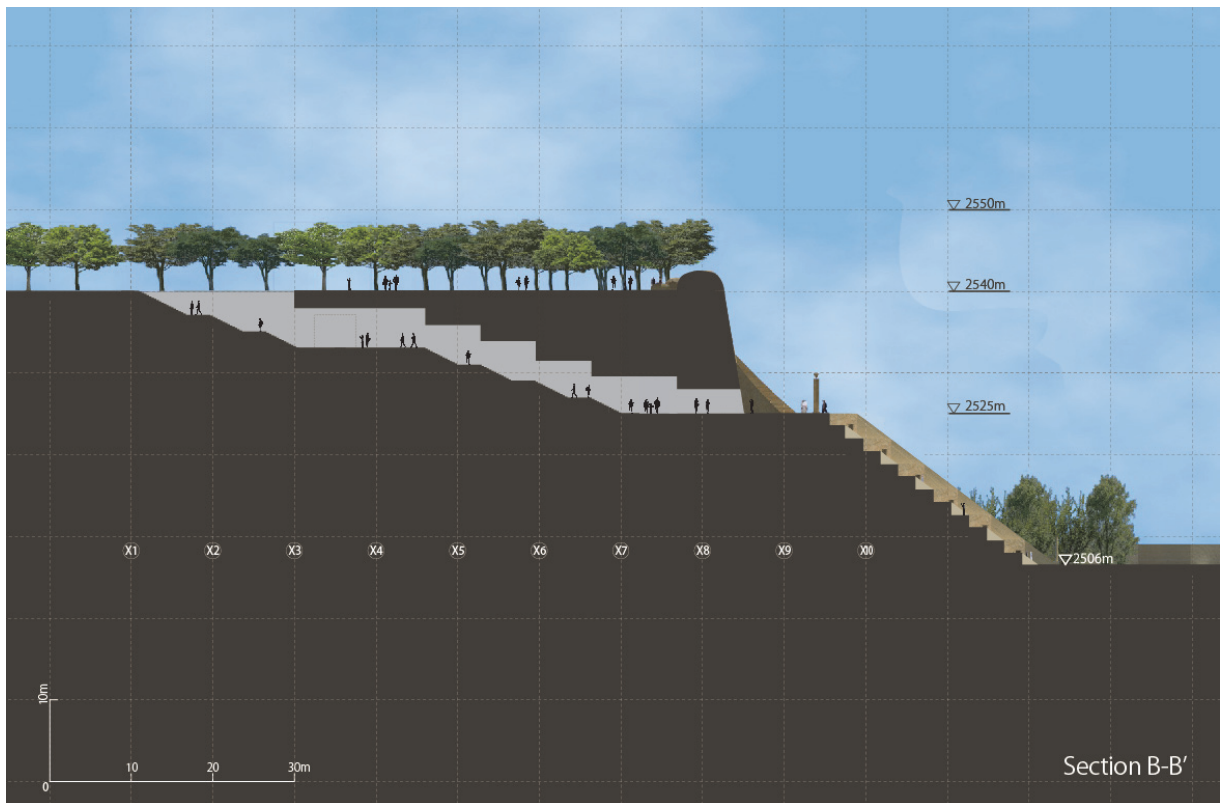 ▽ 2550m
▽ 2540m
▽ 2525m
X1 X2 X3 X4 X5 X6 X7 X8 X9 X10
▽2506m
10m
0 10 20 30m
Section B-B'